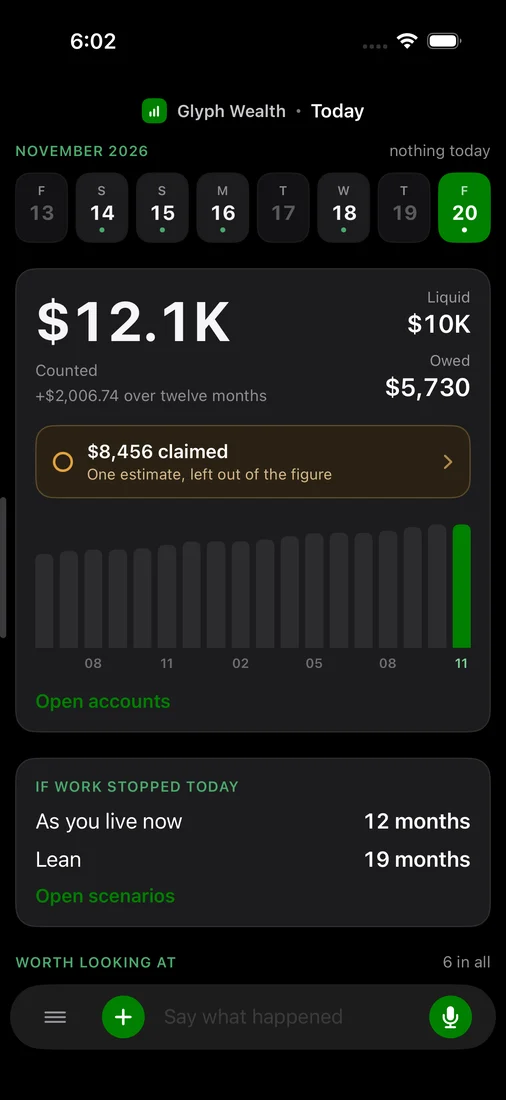 6:02
Glyph Wealth • Today
NOVEMBER 2026 nothing today
F S S M T W T F
13 14 15 16 17 18 19 20
$12.1K
Liquid
$10K
Counted
Owed
+$2,006.74 over twelve months
$5,730
$8,456 claimed
One estimate, left out of the figure
08 11 02 05 08 11
Open accounts
IF WORK STOPPED TODAY
As you live now 12 months
Lean 19 months
Open scenarios
WORTH LOOKING AT 6 in all
Say what happened